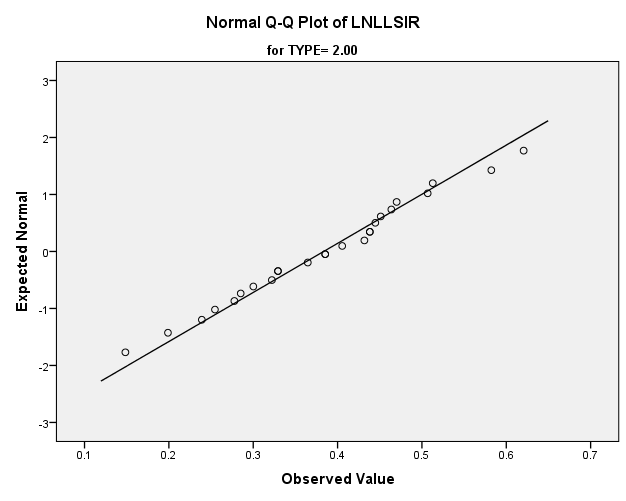 Normal Q-Q Plot of LNLLSIR
for TYPE= 2.00
Expected Normal
3
2
1
0
-1
-2
-3
0.1 0.2 0.3 0.4 0.5 0.6 0.7
Observed Value